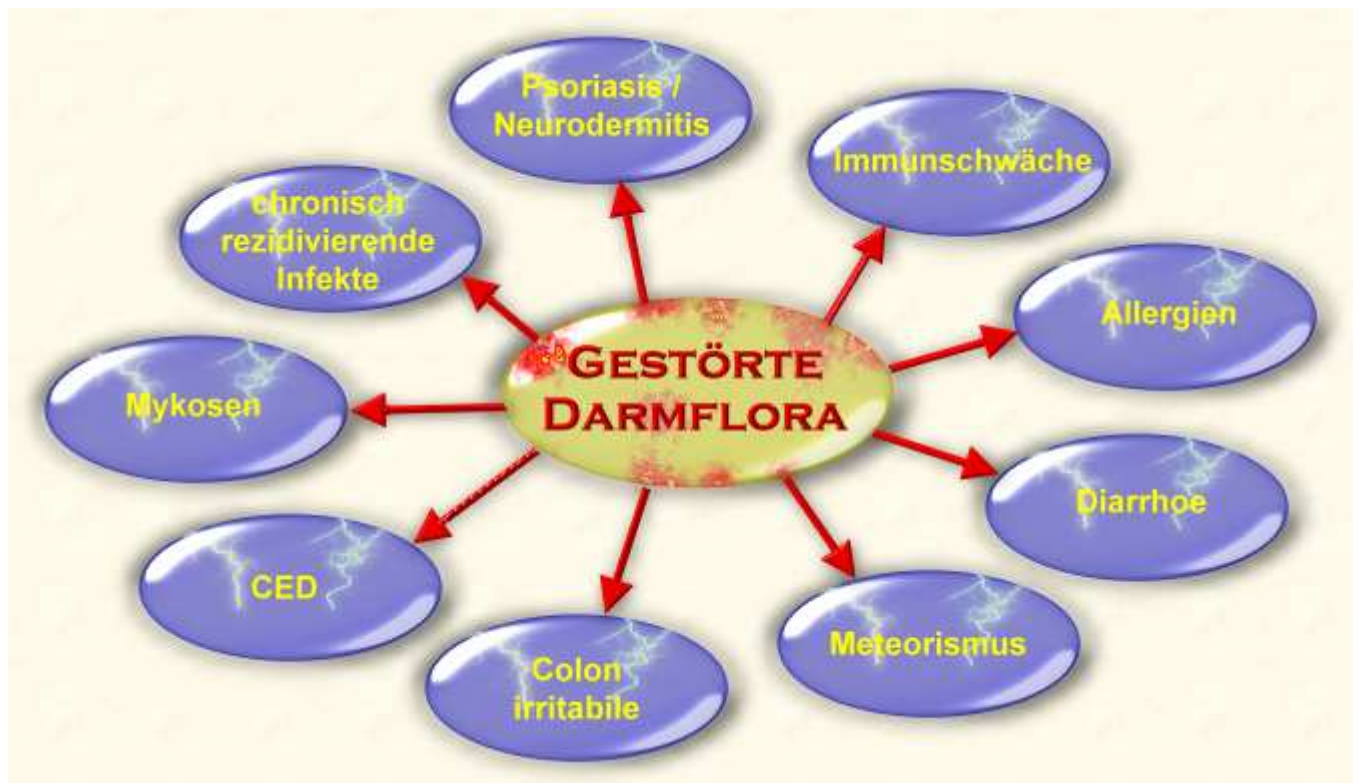 Psoriasis /
Neurodermitis
Immunschwäche
chronisch
rezidivierende
Infekte
Allergien
GESTÖRTE
DARMFLORA
Mykosen
Diarrhoe
CED
Meteorismus
Colon
irritabile